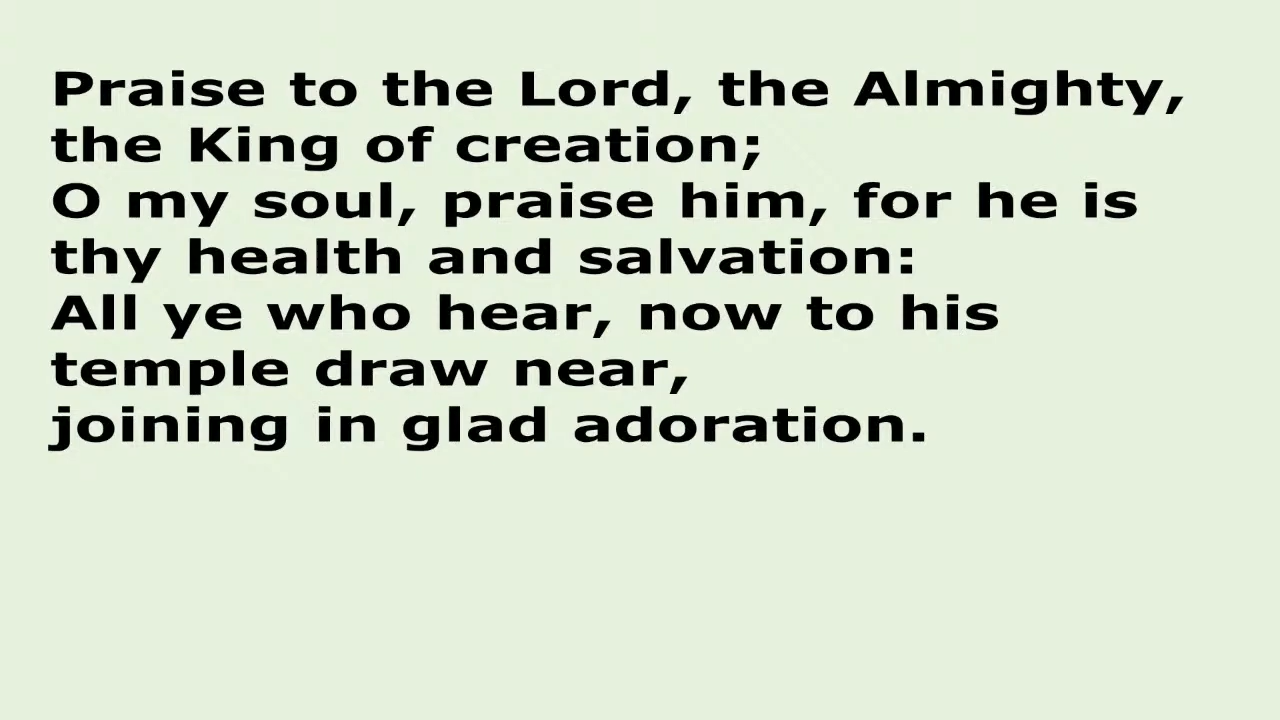 Praise to the Lord, the Almighty,
the King of creation;
O my soul, praise him, for he is
thy health and salvation:
All ye who hear, now to his
temple draw near,
joining in glad adoration.